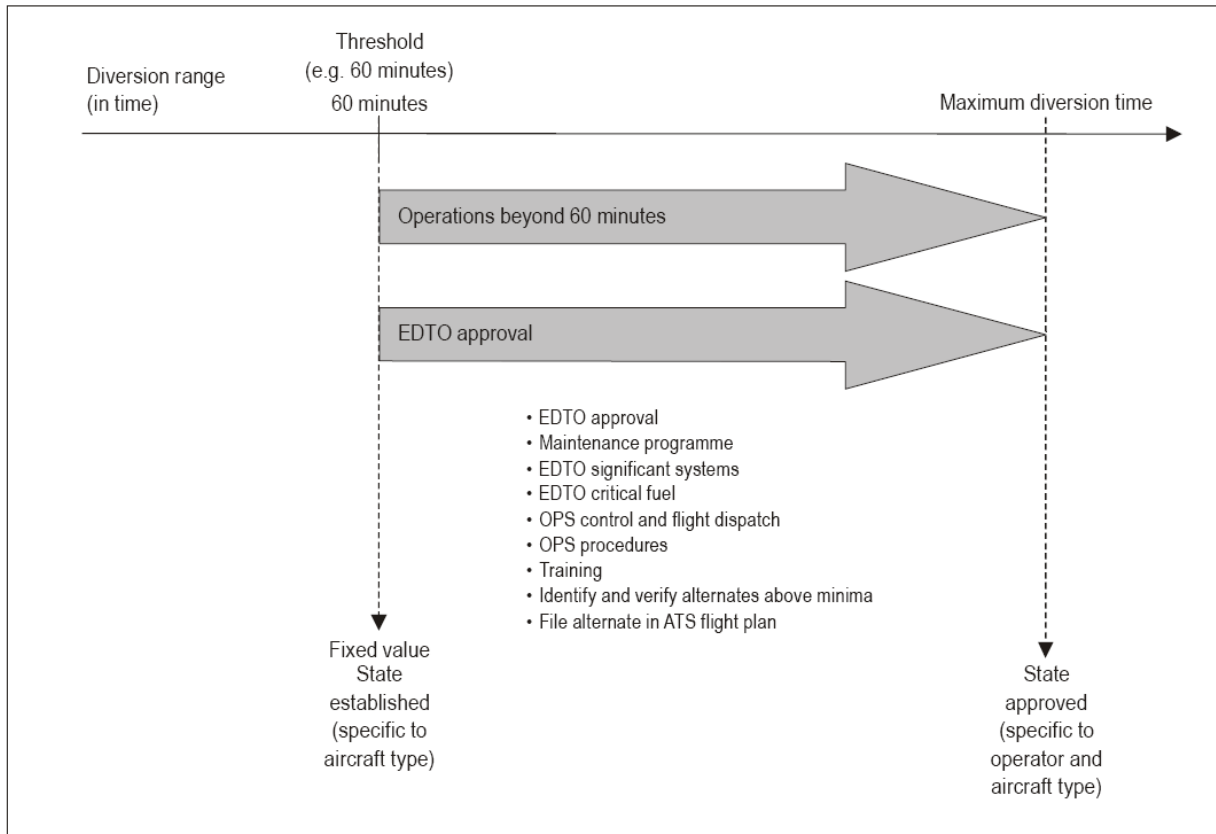 Threshold
(e.g. 60 minutes)
60 minutes
Diversion range
(in time)
Maximum diversion time
Operations beyond 60 minutes
EDTO approval
• EDTO approval
• Maintenance programme
• EDTO significant systems
• EDTO critical fuel
• OPS control and flight dispatch
• OPS procedures
• Training
• Identify and verify alternates above minima
• File alternate in ATS flight plan
Fixed value
State
established
(specific to
aircraft type)
State
approved
(specific to
operator and
aircraft type)